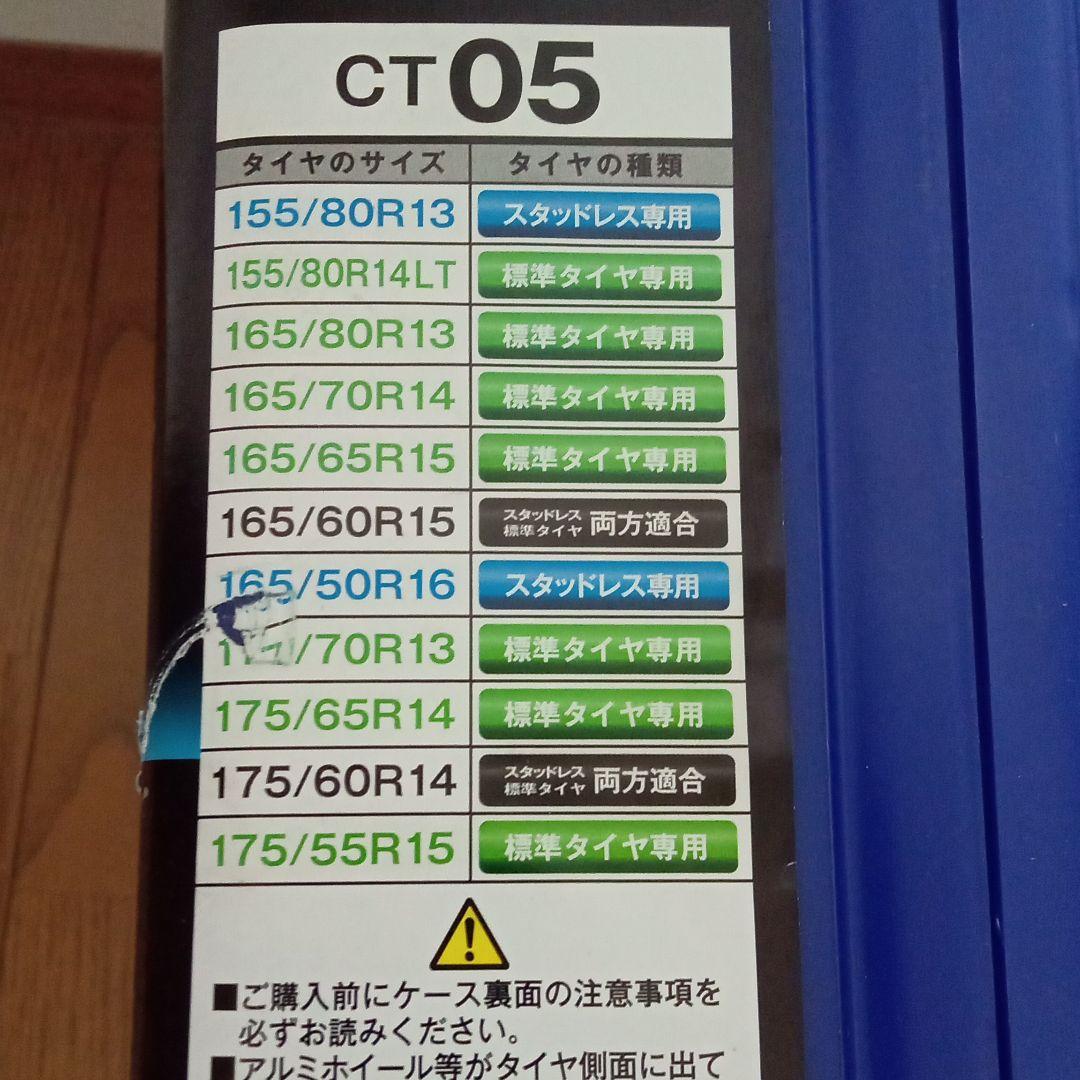 CT 05
タイヤのサイズ タイヤの種類
155/80R13 スタッドレス専用
155/80R14LT 標準タイヤ専用
165/80R13 標準タイヤ専用
165/70R14 標準タイヤ専用
165/65R15 標準タイヤ専用
165/60R15 スタッドレス 標準タイヤ 両方適合
165/50R16 スタッドレス専用
/70R13 標準タイヤ専用
175/65R14 標準タイヤ専用
175/60R14 スタッドレス 標準タイヤ 両方適合
175/55R15 標準タイヤ専用
■ご購入前にケース裏面の注意事項を
必ずお読みください。
■アルミホイール等がタイヤ側面に出て